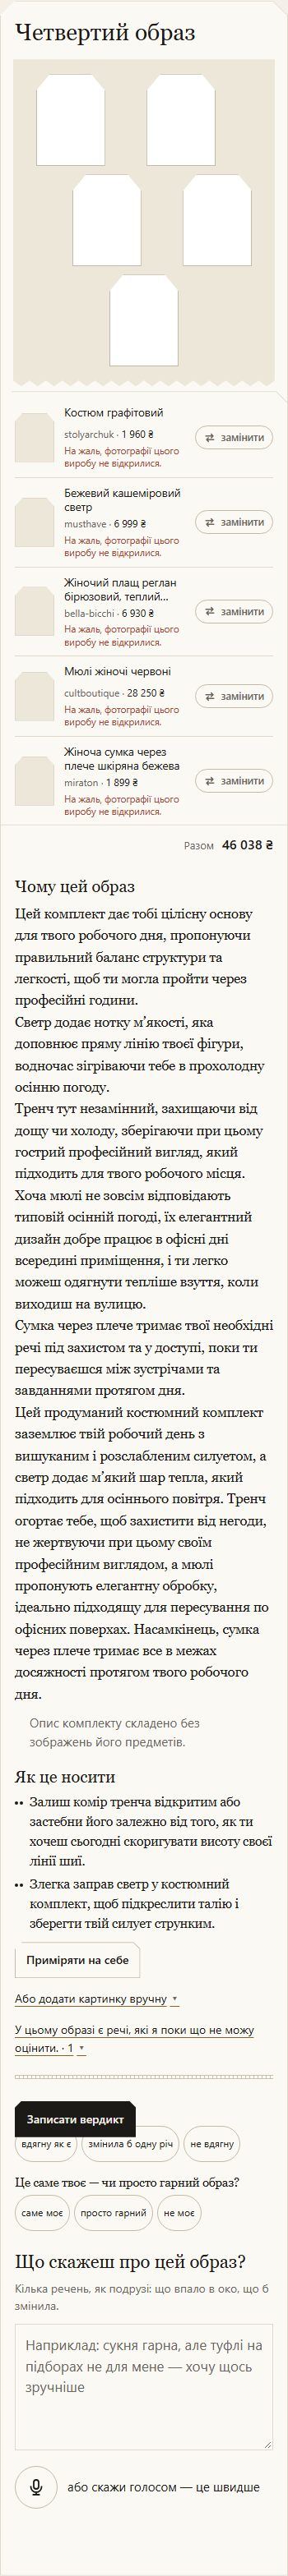 Четвертий образ
Костюм графітовий
stolyarchuk · 1 960 ₴
На жаль, фотографії цього
виробу не відкрилися.
замінити
Бежевий кашеміровий
светр
musthave · 6 999 ₴
На жаль, фотографії цього
виробу не відкрилися.
замінити
Жіночий плащ реглан
бірюзовий, теплий...
bella-bicchi · 6 930 ₴
На жаль, фотографії цього
виробу не відкрилися.
замінити
Мюлі жіночі червоні
cultboutique · 28 250 ₴
На жаль, фотографії цього
виробу не відкрилися.
замінити
Жіноча сумка через
плече шкіряна бежева
miraton · 1 899 ₴
На жаль, фотографії цього
виробу не відкрилися.
замінити
Разом 46 038 ₴
Чому цей образ
Цей комплект дає тобі цілісну основу
для твого робочого дня, пропонуючи
правильний баланс структури та
легкості, щоб ти могла пройти через
професійні години.
Светр додає нотку м’якості, яка
доповнює пряму лінію твоєї фігури,
водночас зігріваючи тебе в прохолодну
осінню погоду.
Тренч тут незамінний, захищаючи від
дощу чи холоду, зберігаючи при цьому
гострий професійний вигляд, який
підходить для твого робочого місця.
Хоча мюлі не зовсім відповідають
типовій осінній погоді, їх елегантний
дизайн добре працює в офісні дні
всередині приміщення, і ти легко
можеш одягнути тепліше взуття, коли
виходиш на вулицю.
Сумка через плече тримає твої необхідні
речі під захистом та у доступі, поки ти
пересуваєшся між зустрічами та
завданнями протягом дня.
Цей продуманий костюмний комплект
заземлює твій робочий день з
вишуканим і розслабленим силуетом, а
светр додає м’який шар тепла, який
підходить для осіннього повітря. Тренч
огортає тебе, щоб захистити від негоди,
не жертвуючи при цьому своїм
професійним виглядом, а мюлі
пропонують елегантну обробку,
ідеально підходящу для пересування по
офісних поверхах. Насамкінець, сумка
через плече тримає все в межах
досяжності протягом твого робочого
дня.
Опис комплекту складено без
зображень його предметів.
Як це носити
Залиш комір тренча відкритим або
застебни його залежно від того, як ти
хочеш сьогодні скоригувати висоту своєї
лінії шиї.
Злегка заправ светр у костюмний
комплект, щоб підкреслити талію і
зберегти твій силует струнким.
Приміряти на себе
Або додати картинку вручну
У цьому образі є речі, які я поки що не можу
оцінити. · 1
Записати вердикт
вдягну як є
змінила б одну річ
не вдягну
Це саме твоє — чи просто гарний образ?
саме моє
просто гарний
не моє
Що скажеш про цей образ?
Кілька речень, як подрузі: що впало в око, що б
змінила.
Наприклад: сукня гарна, але туфлі на
підборах не для мене — хочу щось
зручніше
або скажи голосом — це швидше